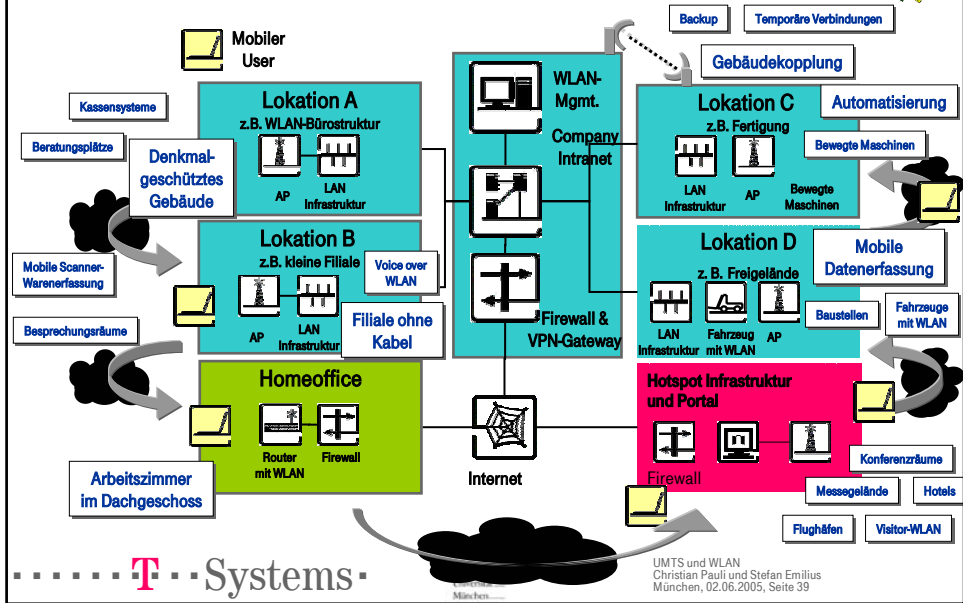 Backup
Temporäre Verbindungen
Mobiler
User
Gebäudekopplung
WLAN-
Mgmt.
Company
Intranet
Firewall &
VPN-Gateway
Kassensysteme
Beratungsplätze
Denkmal-
geschütztes
Gebäude
Lokation A
z.B. WLAN-Bürostruktur
AP
LAN
Infrastruktur
Lokation C
z.B. Fertigung
LAN
Infrastruktur
AP
Bewegte
Maschinen
Automatisierung
Bewegte Maschinen
Mobile Scanner-
Warenerfassung
Besprechungsräume
Lokation B
z.B. kleine Filiale
AP
LAN
Infrastruktur
Voice over
WLAN
Filiale ohne
Kabel
Lokation D
z. B. Freigelände
LAN
Infrastruktur
Fahrzeug
mit WLAN
AP
Mobile
Datenerfassung
Baustellen
Fahrzeuge
mit WLAN
Homeoffice
Router
mit WLAN
Firewall
Arbeitszimmer
im Dachgeschoss
Internet
Hotspot Infrastruktur
und Portal
Firewall
Konferenzräume
Messegelände
Hotels
Flughäfen
Visitor-WLAN
T Systems
München
UMTS und WLAN
Christian Pauli und Stefan Emilius
München, 02.06.2005, Seite 39